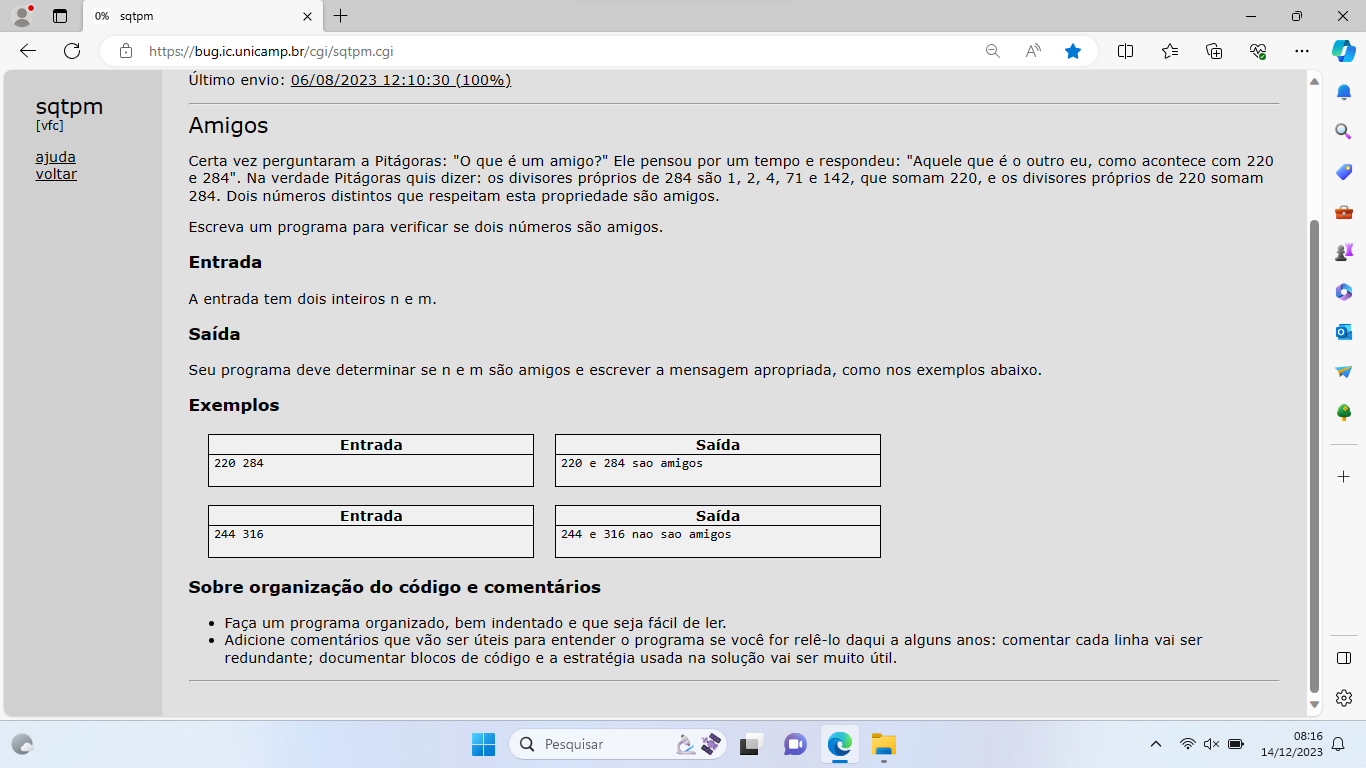 0% sqtpm
https://bug.ic.unicamp.br/cgi/sqtpm.cgi
sqtpm
[vfc]
ajuda
voltar
Último envio: 06/08/2023 12:10:30 (100%)
Amigos
Certa vez perguntaram a Pitágoras: "O que é um amigo?" Ele pensou por um tempo e respondeu: "Aquele que é o outro eu, como acontece com 220
e 284". Na verdade Pitágoras quis dizer: os divisores próprios de 284 são 1, 2, 4, 71 e 142, que somam 220, e os divisores próprios de 220 somam
284. Dois números distintos que respeitam esta propriedade são amigos.
Escreva um programa para verificar se dois números são amigos.
Entrada
A entrada tem dois inteiros n e m.
Saída
Seu programa deve determinar se n e m são amigos e escrever a mensagem apropriada, como nos exemplos abaixo.
Exemplos
Entrada Saída
220 284 220 e 284 sao amigos
Entrada Saída
244 316 244 e 316 nao sao amigos
Sobre organização do código e comentários
• Faça um programa organizado, bem indentado e que seja fácil de ler.
• Adicione comentários que vão ser úteis para entender o programa se você for relê-lo daqui a alguns anos: comentar cada linha vai ser
redundante; documentar blocos de código e a estratégia usada na solução vai ser muito útil.
Pesquisar
08:16
14/12/2023